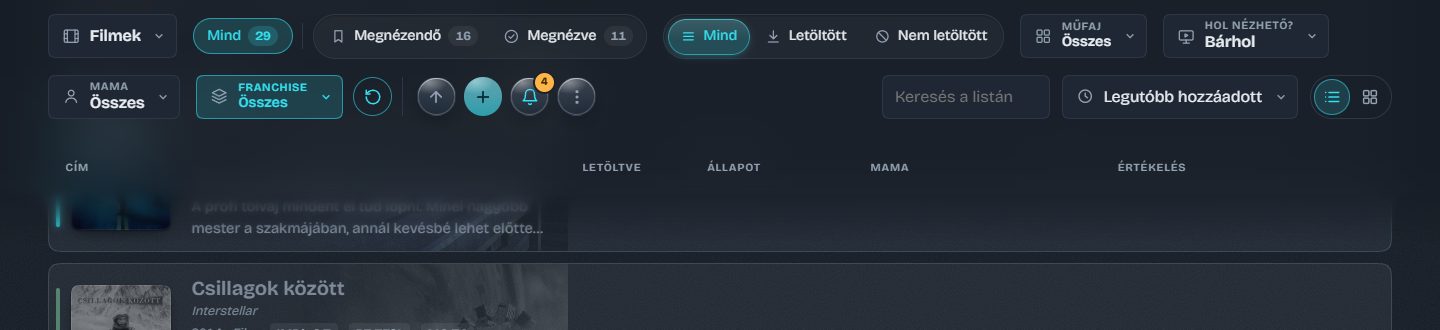 Filmek
Mind 29
Megnézendő 16
Megnézve 11
Mind
Letöltött
Nem letöltött
MŰFAJ
Összes
HOL NÉZHETŐ?
Bárhol
MAMA
Összes
FRANCHISE
Összes
4
Keresés a listán
Legutóbb hozzáadott
CÍM LETÖLTVE ÁLLAPOT MAMA ÉRTÉKELÉS
A profi tolvaj mindent el tud lopni. Minél nagyobb
mester a szakmájában, annál kevésbé lehet előtte...
CSILLAGOK KÖZÖTT
Csillagok között
Interstellar